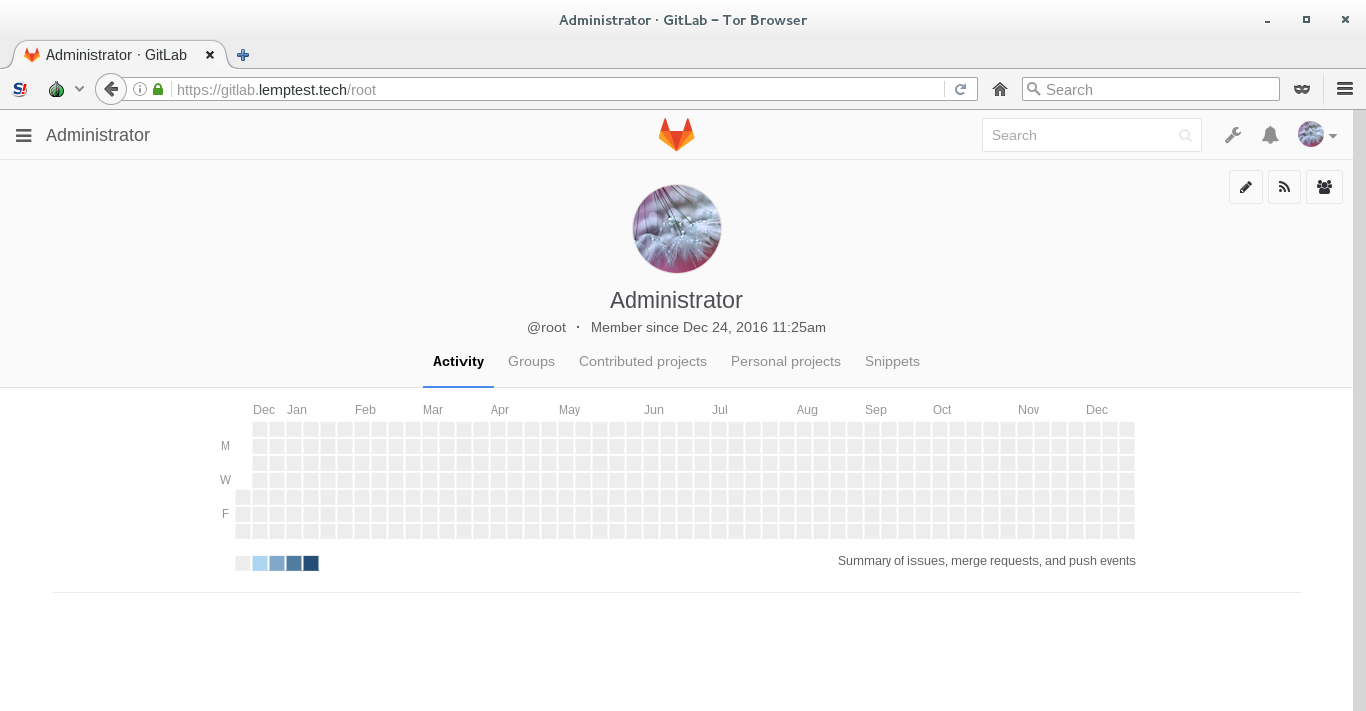 Administrator · GitLab – Tor Browser
Administrator · GitLab
S!
https://gitlab.lemptest.tech/root
Search
Administrator
Search
Administrator
@root · Member since Dec 24, 2016 11:25am
Activity Groups Contributed projects Personal projects Snippets
Dec Jan Feb Mar Apr May Jun Jul Aug Sep Oct Nov Dec
M
W
F
Summary of issues, merge requests, and push events